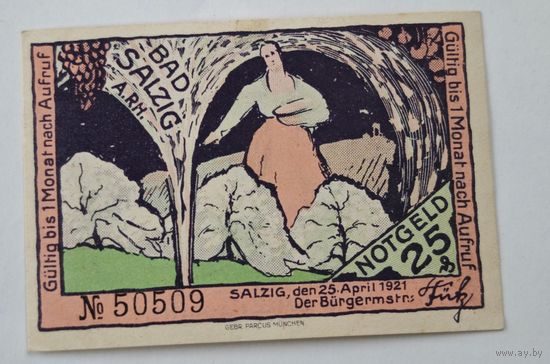 BAD
SALZIG
A.RH.
Gültig bis 1 Monat nach Aufruf
Gültig bis 1 Monat nach Aufruf
NOTGELD
25 ₰
№ 50509
SALZIG, den 25. April 1921
Der Bürgermstr:
GEBR. PARCUS MÜNCHEN.
www.ay.by